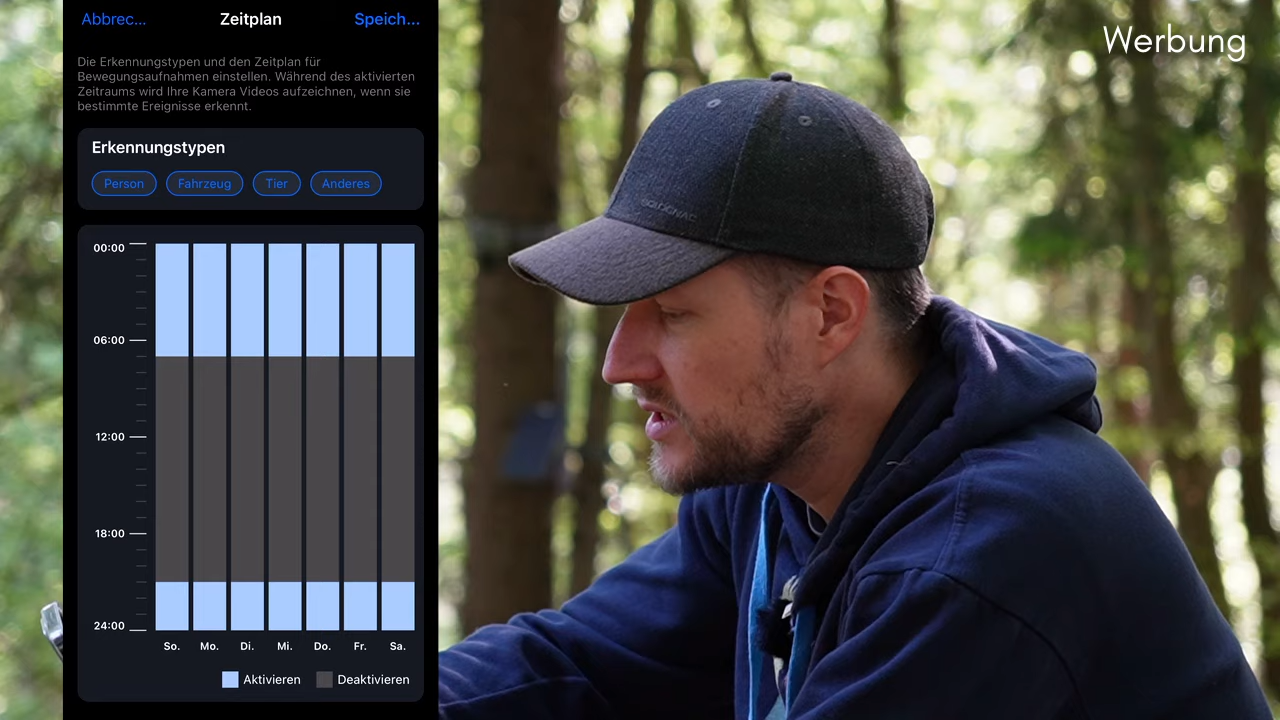 Abbrec...
Zeitplan
Speich...
Werbung
Die Erkennungstypen und den Zeitplan für
Bewegungsaufnahmen einstellen. Während des aktivierten
Zeitraums wird Ihre Kamera Videos aufzeichnen, wenn sie
bestimmte Ereignisse erkennt.
Erkennungstypen
Person
Fahrzeug
Tier
Anderes
00:00
06:00
12:00
18:00
24:00
So.
Mo.
Di.
Mi.
Do.
Fr.
Sa.
Aktivieren
Deaktivieren
SOLOGNAC